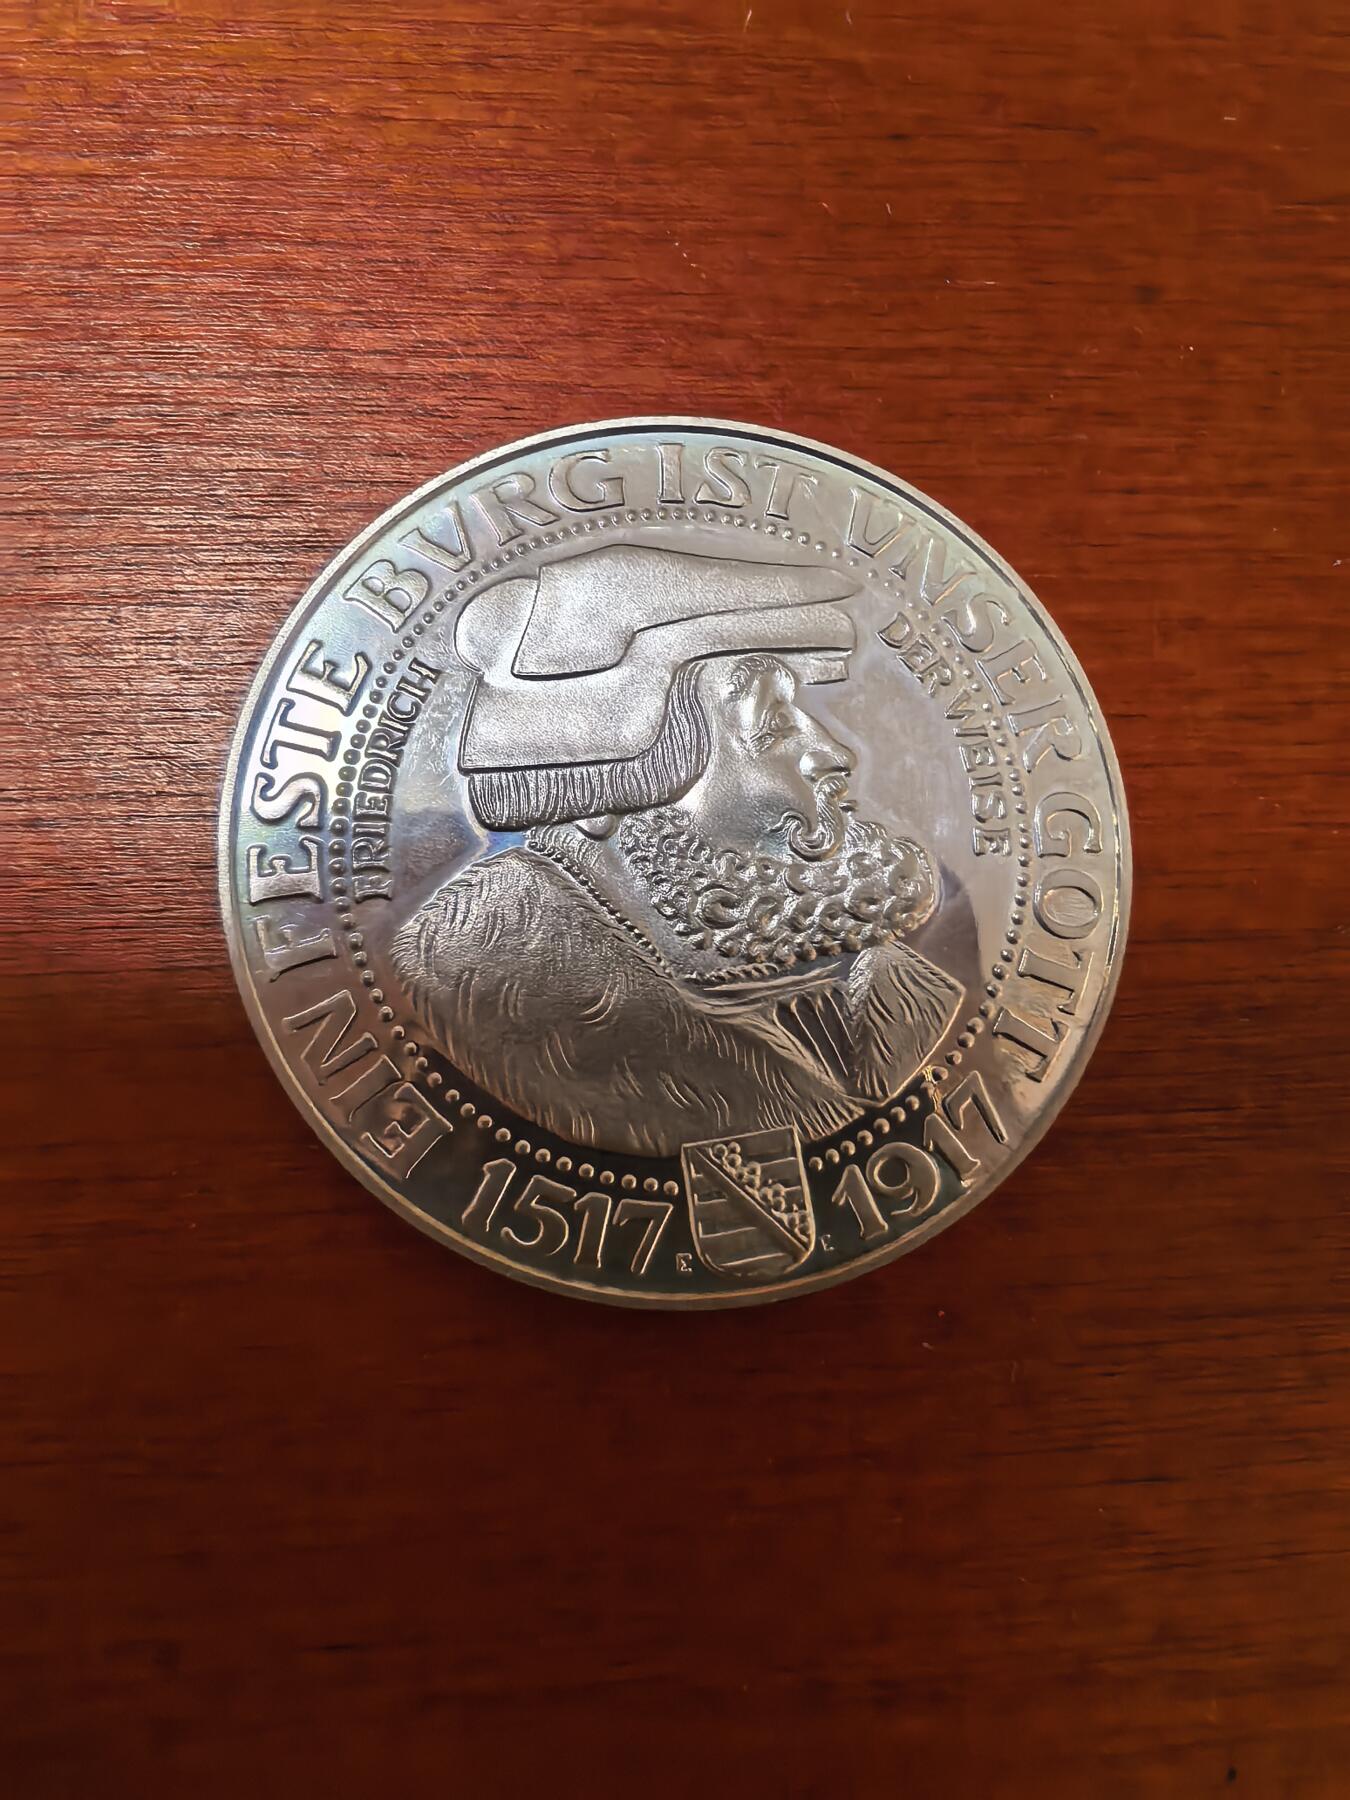 EIN FESTE BVRG IST VNSER GOTT
FRIEDRICH
DER WEISE
1517 1917
E E